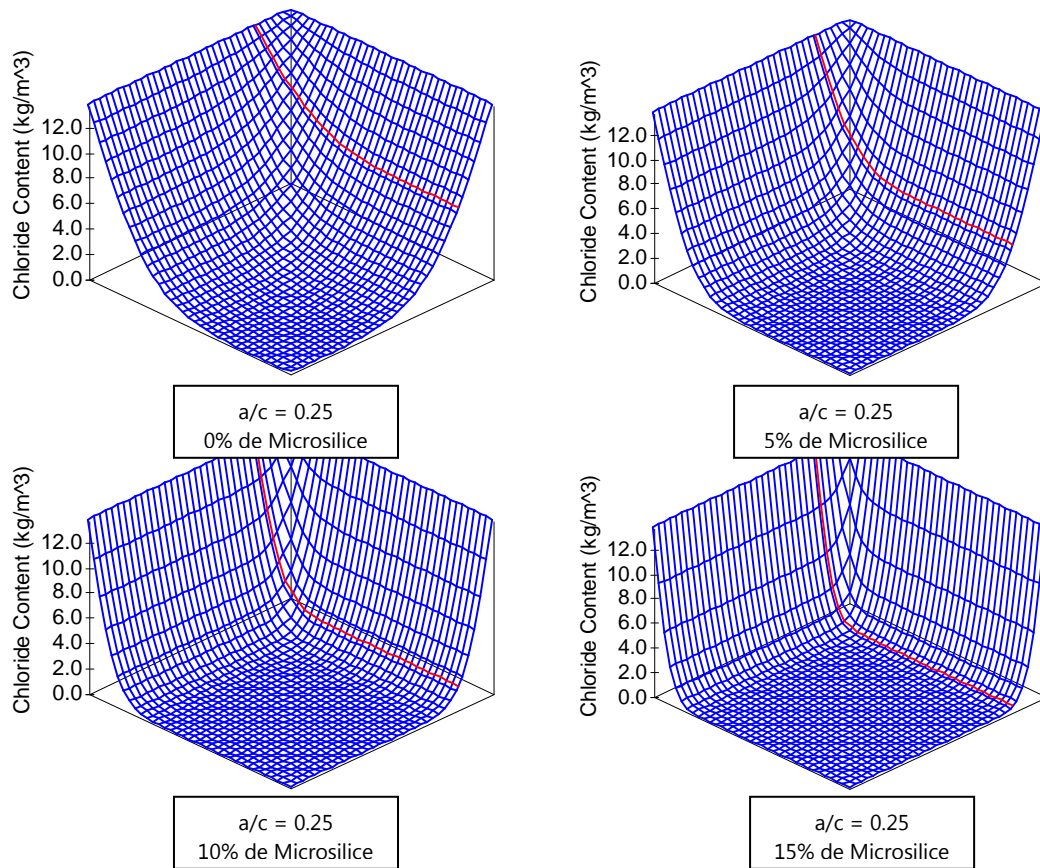 Chloride Content (kg/m^3)
12.0
10.0
8.0
6.0
4.0
2.0
0.0
a/c = 0.25
0% de Microsilice
Chloride Content (kg/m^3)
12.0
10.0
8.0
6.0
4.0
2.0
0.0
a/c = 0.25
5% de Microsilice
Chloride Content (kg/m^3)
12.0
10.0
8.0
6.0
4.0
2.0
0.0
a/c = 0.25
10% de Microsilice
Chloride Content (kg/m^3)
12.0
10.0
8.0
6.0
4.0
2.0
0.0
a/c = 0.25
15% de Microsilice